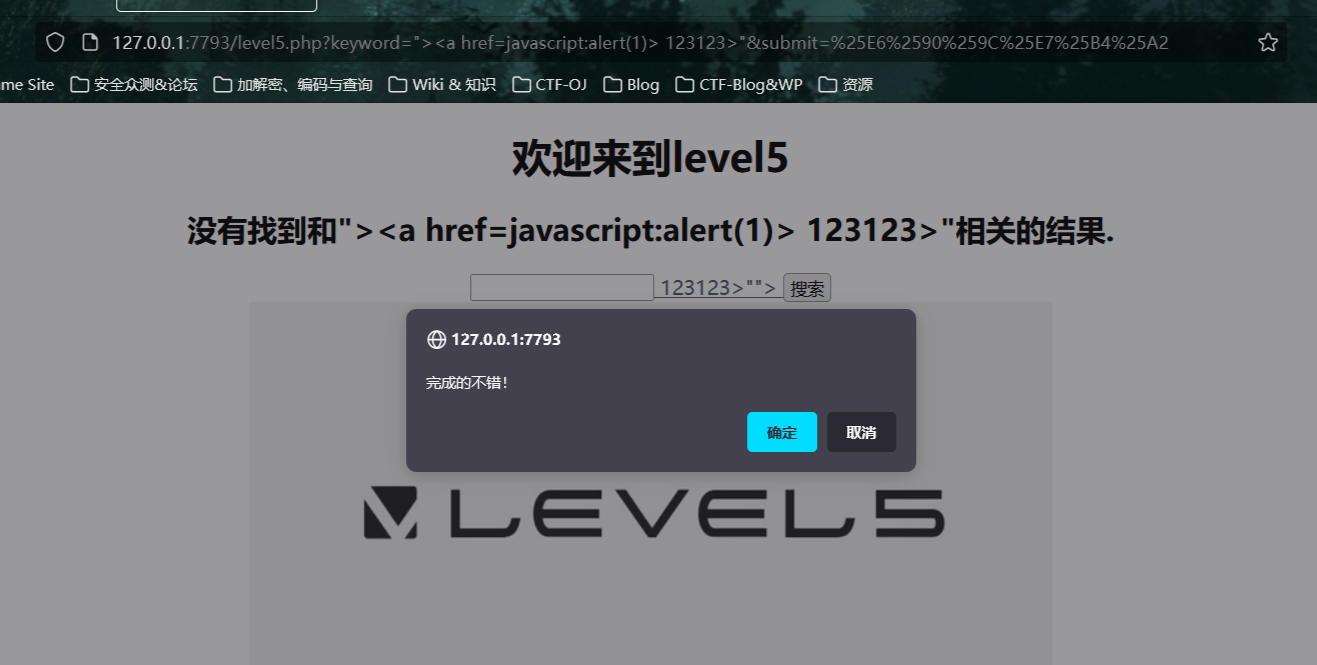 127.0.0.1:7793/level5.php?keyword="><a href=javascript:alert(1)> 123123>"&submit=%25E6%2590%259C%25E7%25B4%25A2
me Site 安全众测&论坛 加解密、编码与查询 Wiki & 知识 CTF-OJ Blog CTF-Blog&WP 资源
欢迎来到level5
没有找到和"><a href=javascript:alert(1)> 123123>"相关的结果.
123123>""> 搜索
127.0.0.1:7793
完成的不错!
确定 取消
LEVEL5